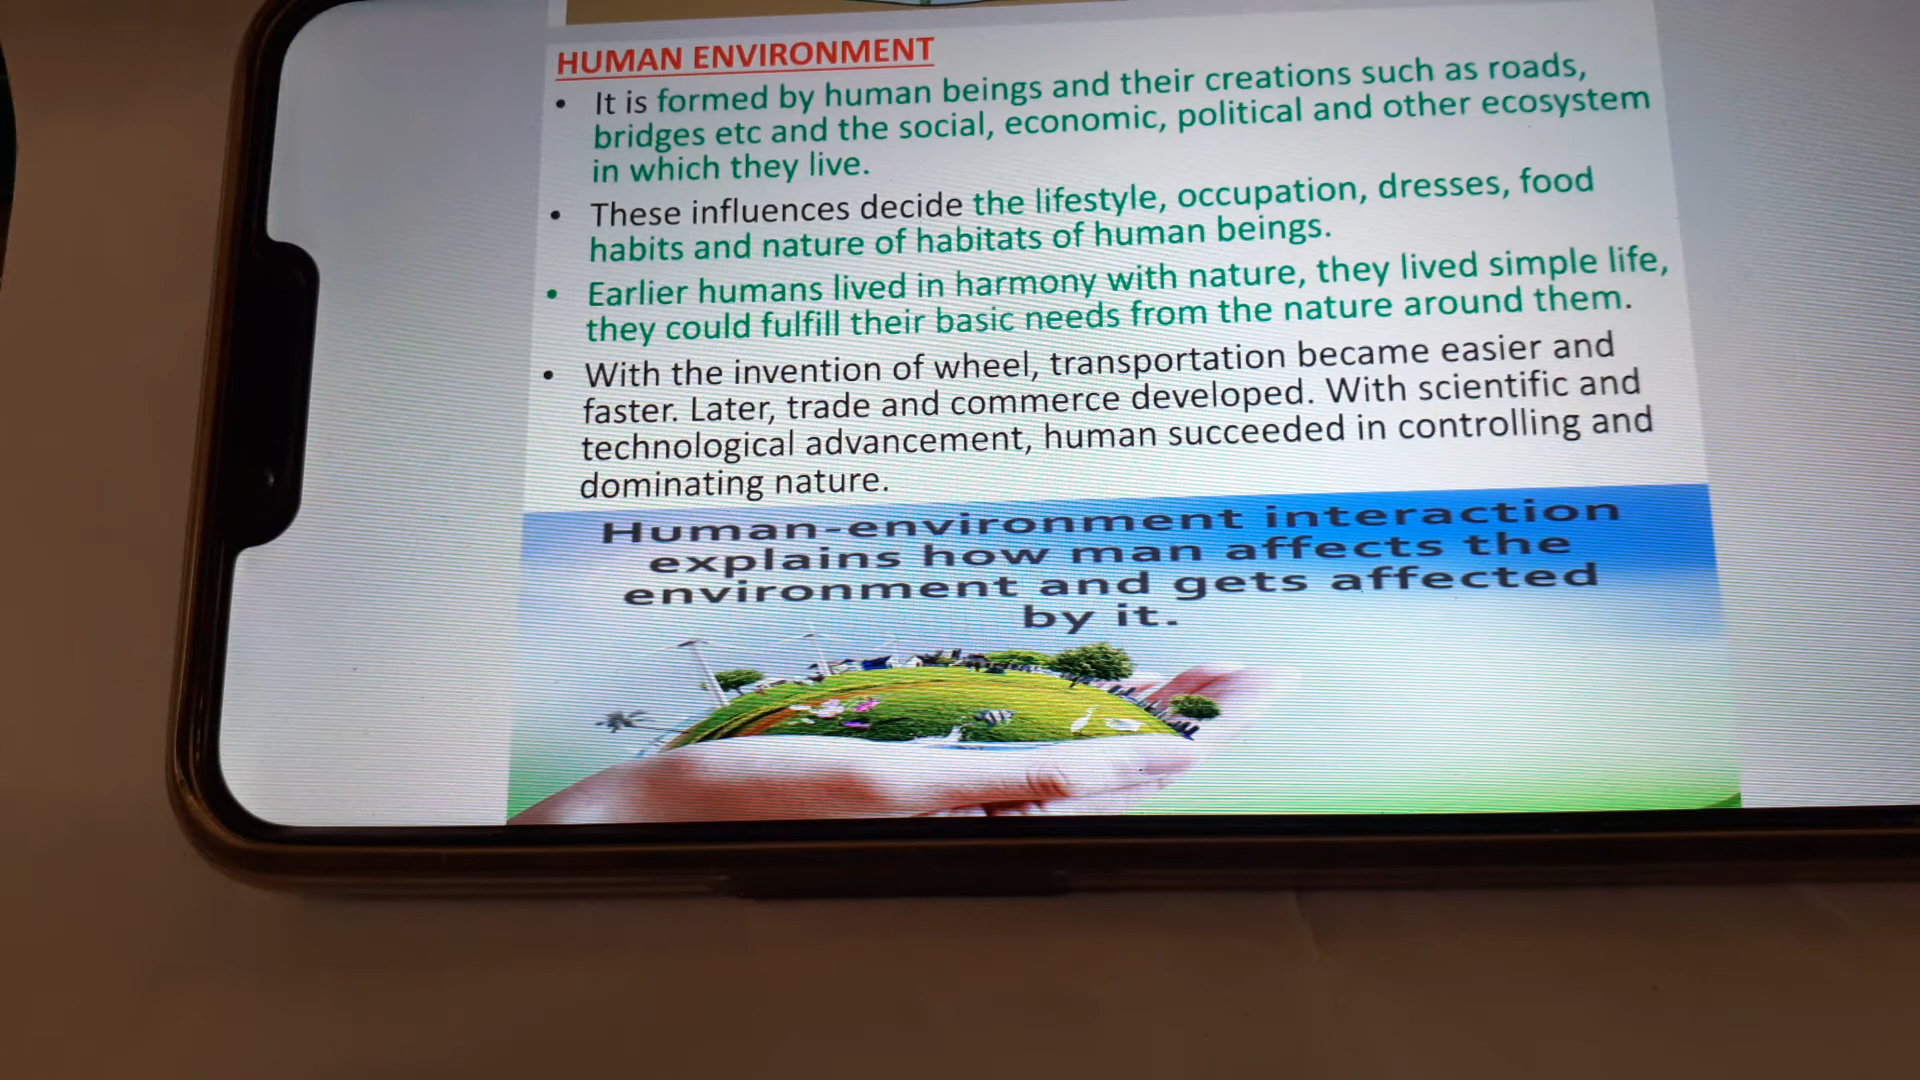 HUMAN ENVIRONMENT
• It is formed by human beings and their creations such as roads,
bridges etc and the social, economic, political and other ecosystem
in which they live.
• These influences decide the lifestyle, occupation, dresses, food
habits and nature of habitats of human beings.
• Earlier humans lived in harmony with nature, they lived simple life,
they could fulfill their basic needs from the nature around them.
• With the invention of wheel, transportation became easier and
faster. Later, trade and commerce developed. With scientific and
technological advancement, human succeeded in controlling and
dominating nature.
Human-environment interaction
explains how man affects the
environment and gets affected
by it.